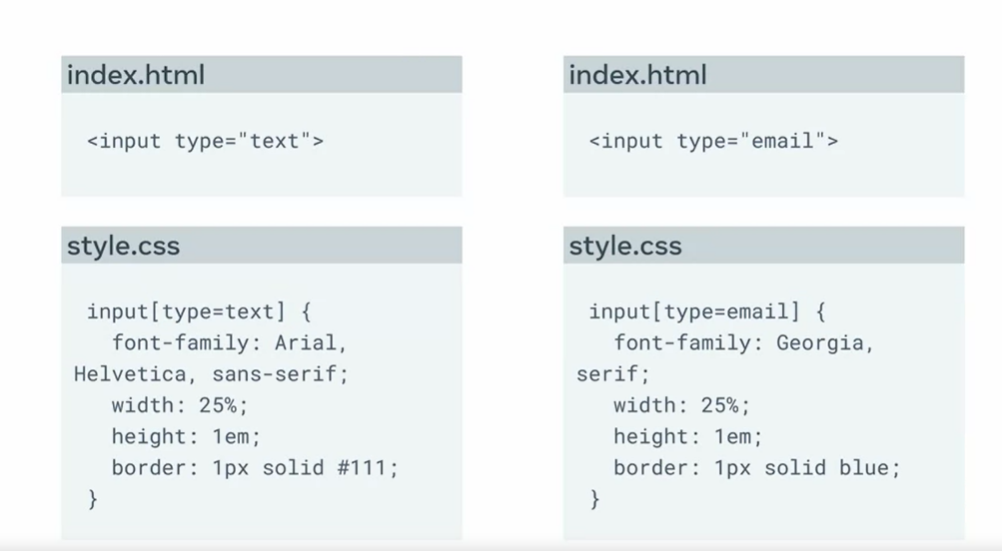 index.html
<input type="text">
style.css
input[type=text] {
font-family: Arial,
Helvetica, sans-serif;
width: 25%;
height: 1em;
border: 1px solid #111;
}
index.html
<input type="email">
style.css
input[type=email] {
font-family: Georgia,
serif;
width: 25%;
height: 1em;
border: 1px solid blue;
}